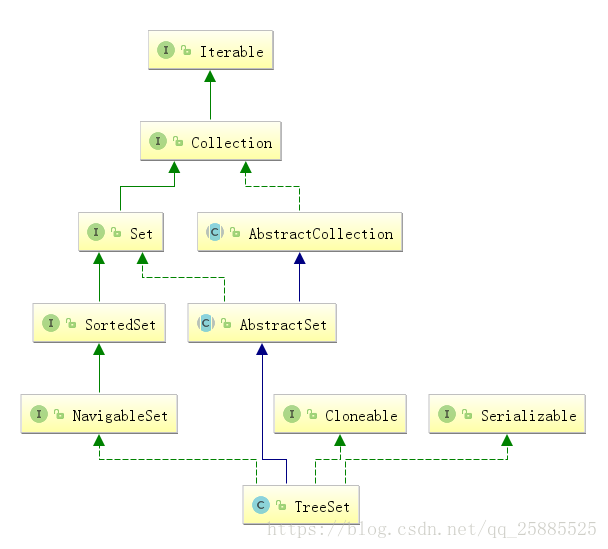 I Iterable
I Collection
I Set
C AbstractCollection
I SortedSet
C AbstractSet
I NavigableSet
I Cloneable
I Serializable
C TreeSet
https://blog.csdn.net/qq_25885525